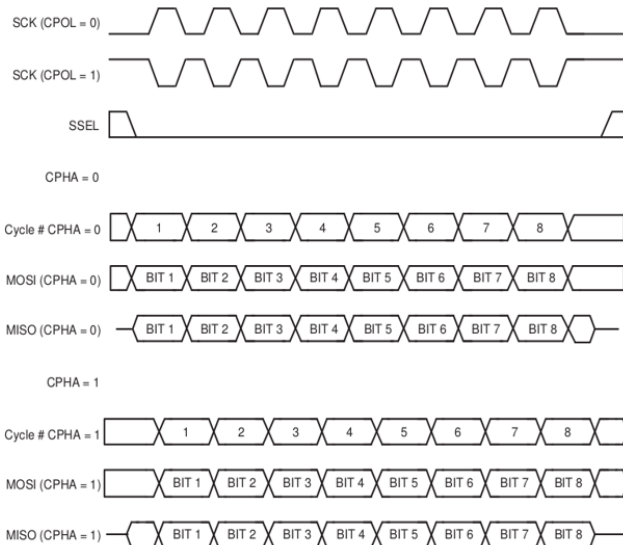 SCK (CPOL = 0)
SCK (CPOL = 1)
SSEL
CPHA = 0
Cycle # CPHA = 0 1 2 3 4 5 6 7 8
MOSI (CPHA = 0) BIT 1 BIT 2 BIT 3 BIT 4 BIT 5 BIT 6 BIT 7 BIT 8
MISO (CPHA = 0) BIT 1 BIT 2 BIT 3 BIT 4 BIT 5 BIT 6 BIT 7 BIT 8
CPHA = 1
Cycle # CPHA = 1 1 2 3 4 5 6 7 8
MOSI (CPHA = 1) BIT 1 BIT 2 BIT 3 BIT 4 BIT 5 BIT 6 BIT 7 BIT 8
MISO (CPHA = 1) BIT 1 BIT 2 BIT 3 BIT 4 BIT 5 BIT 6 BIT 7 BIT 8